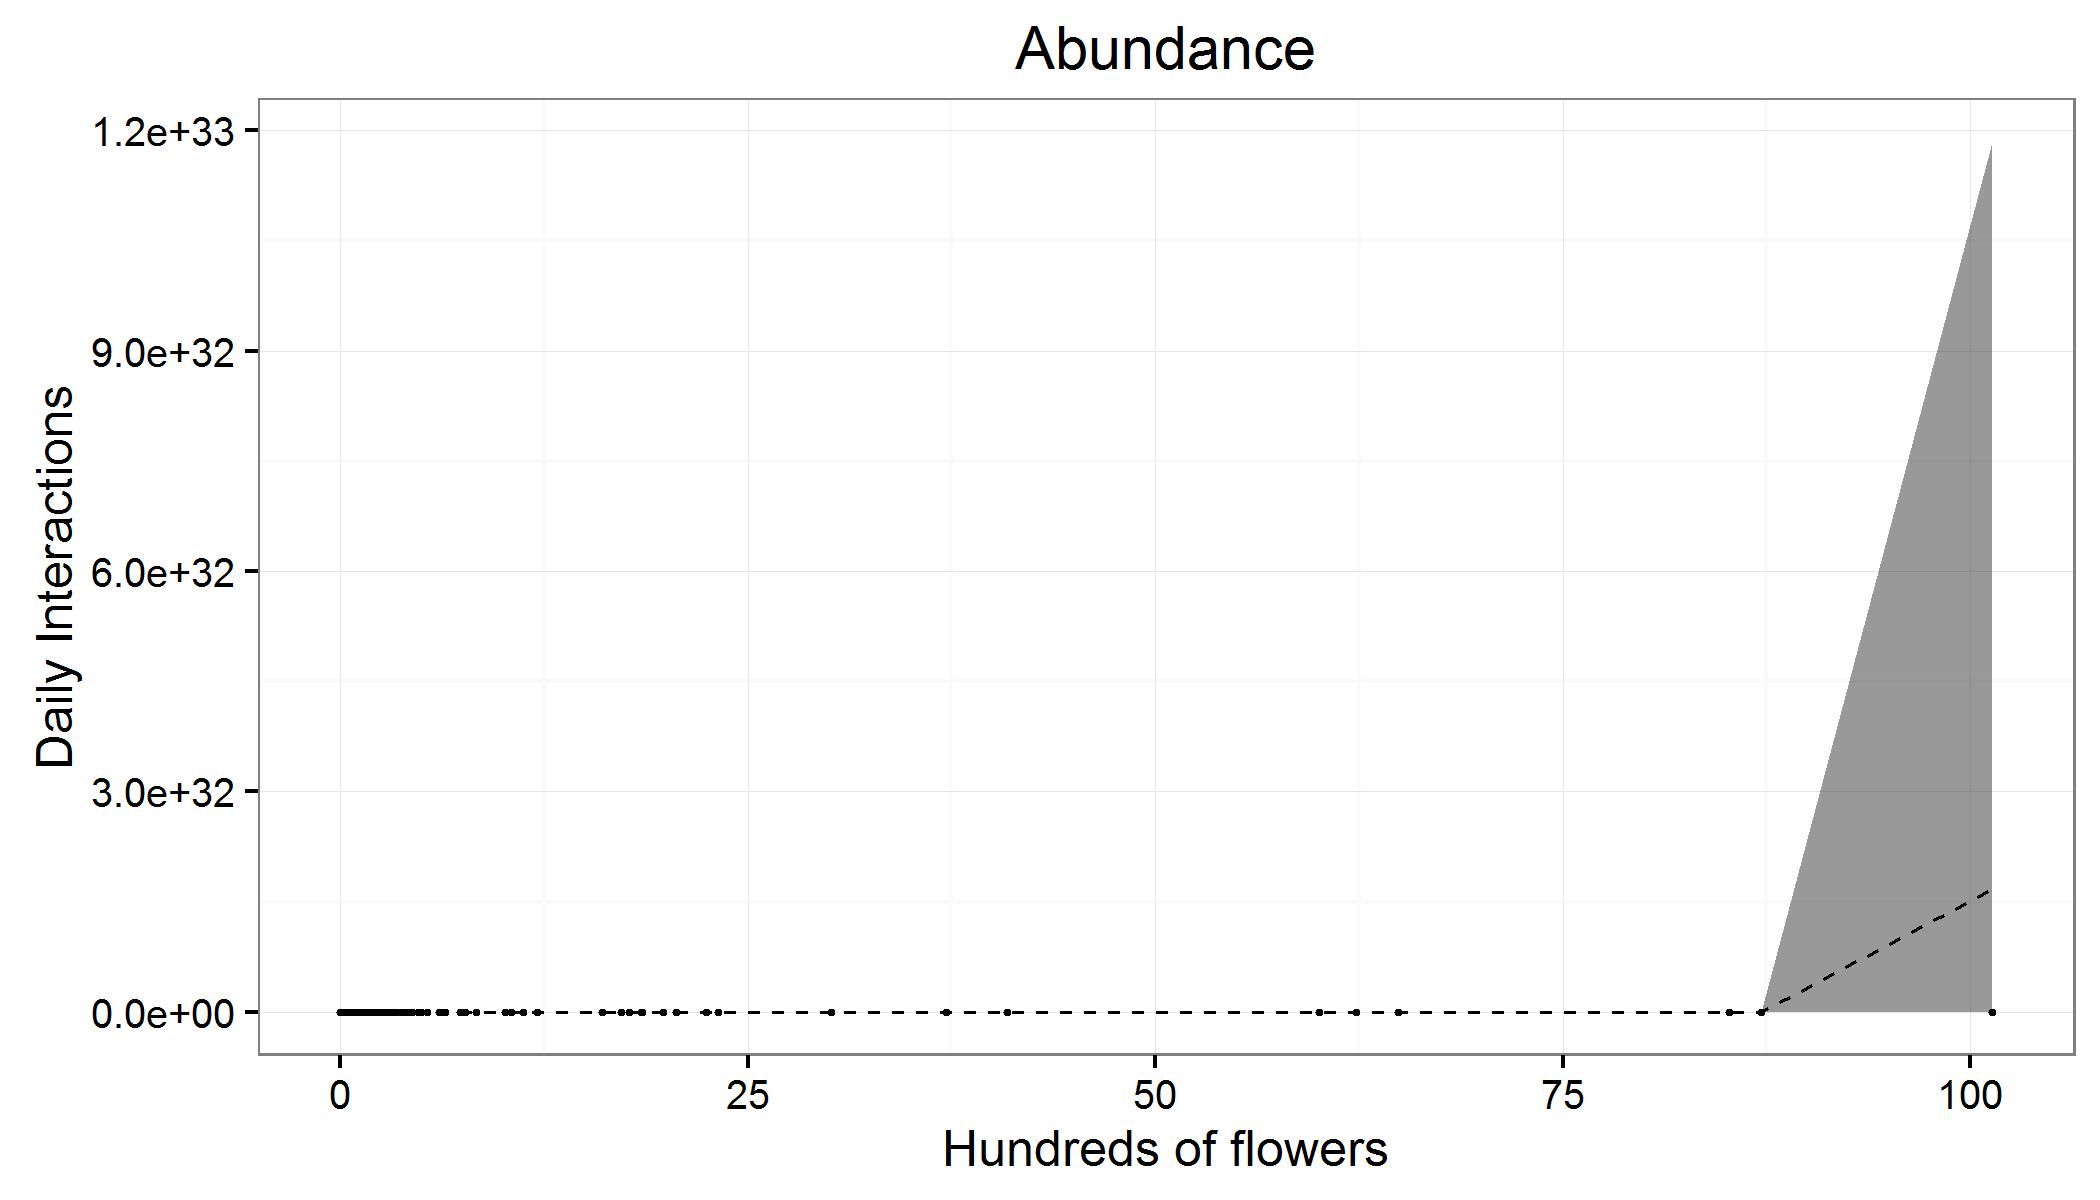 Abundance
1.2e+33
9.0e+32
6.0e+32
3.0e+32
0.0e+00
Daily Interactions
0 25 50 75 100
Hundreds of flowers